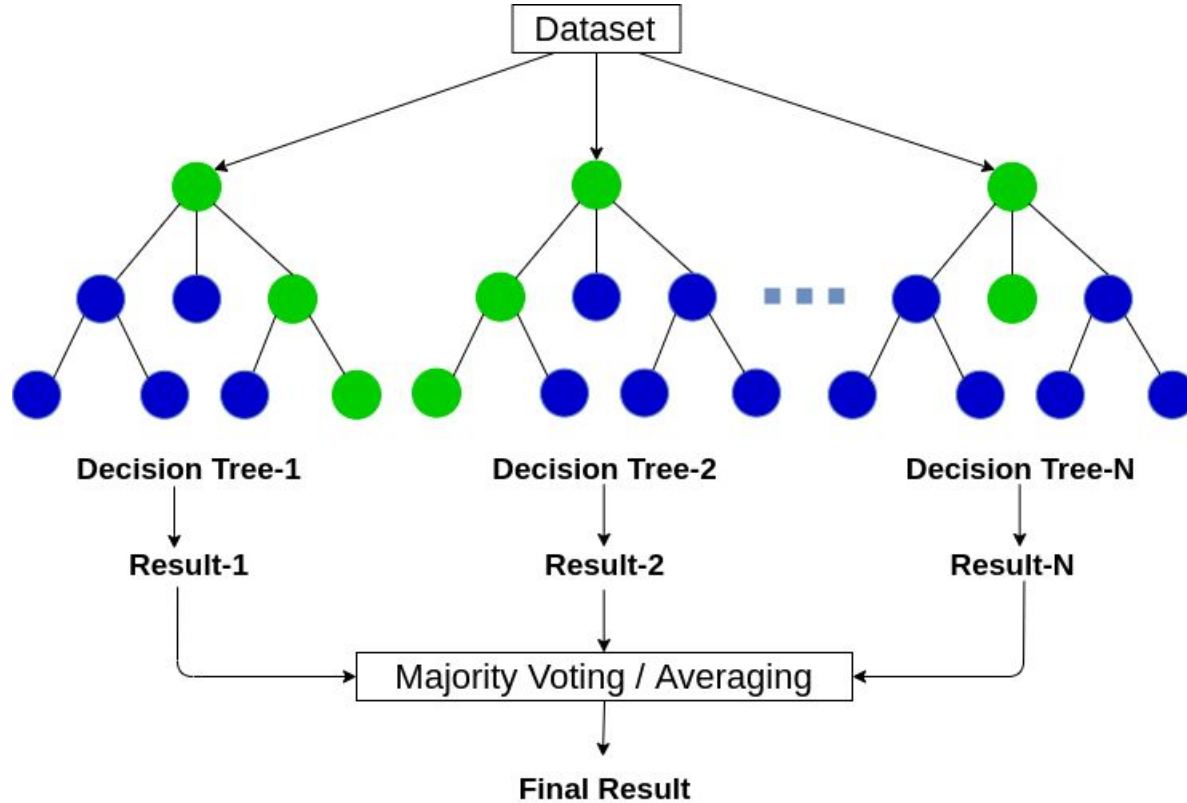 Dataset
Decision Tree-1
Decision Tree-2
Decision Tree-N
Result-1
Result-2
Result-N
Majority Voting / Averaging
Final Result